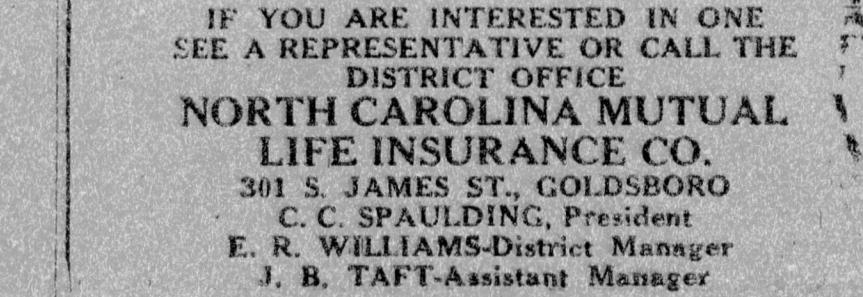 IF YOU ARE INTERESTED IN ONE
SEE A REPRESENTATIVE OR CALL THE
DISTRICT OFFICE
NORTH CAROLINA MUTUAL
LIFE INSURANCE CO.
301 S. JAMES ST., GOLDSBORO
C. C. SPAULDING, President
E. R. WILLIAMS-District Manager
J. B. TAFT-Assistant Manager